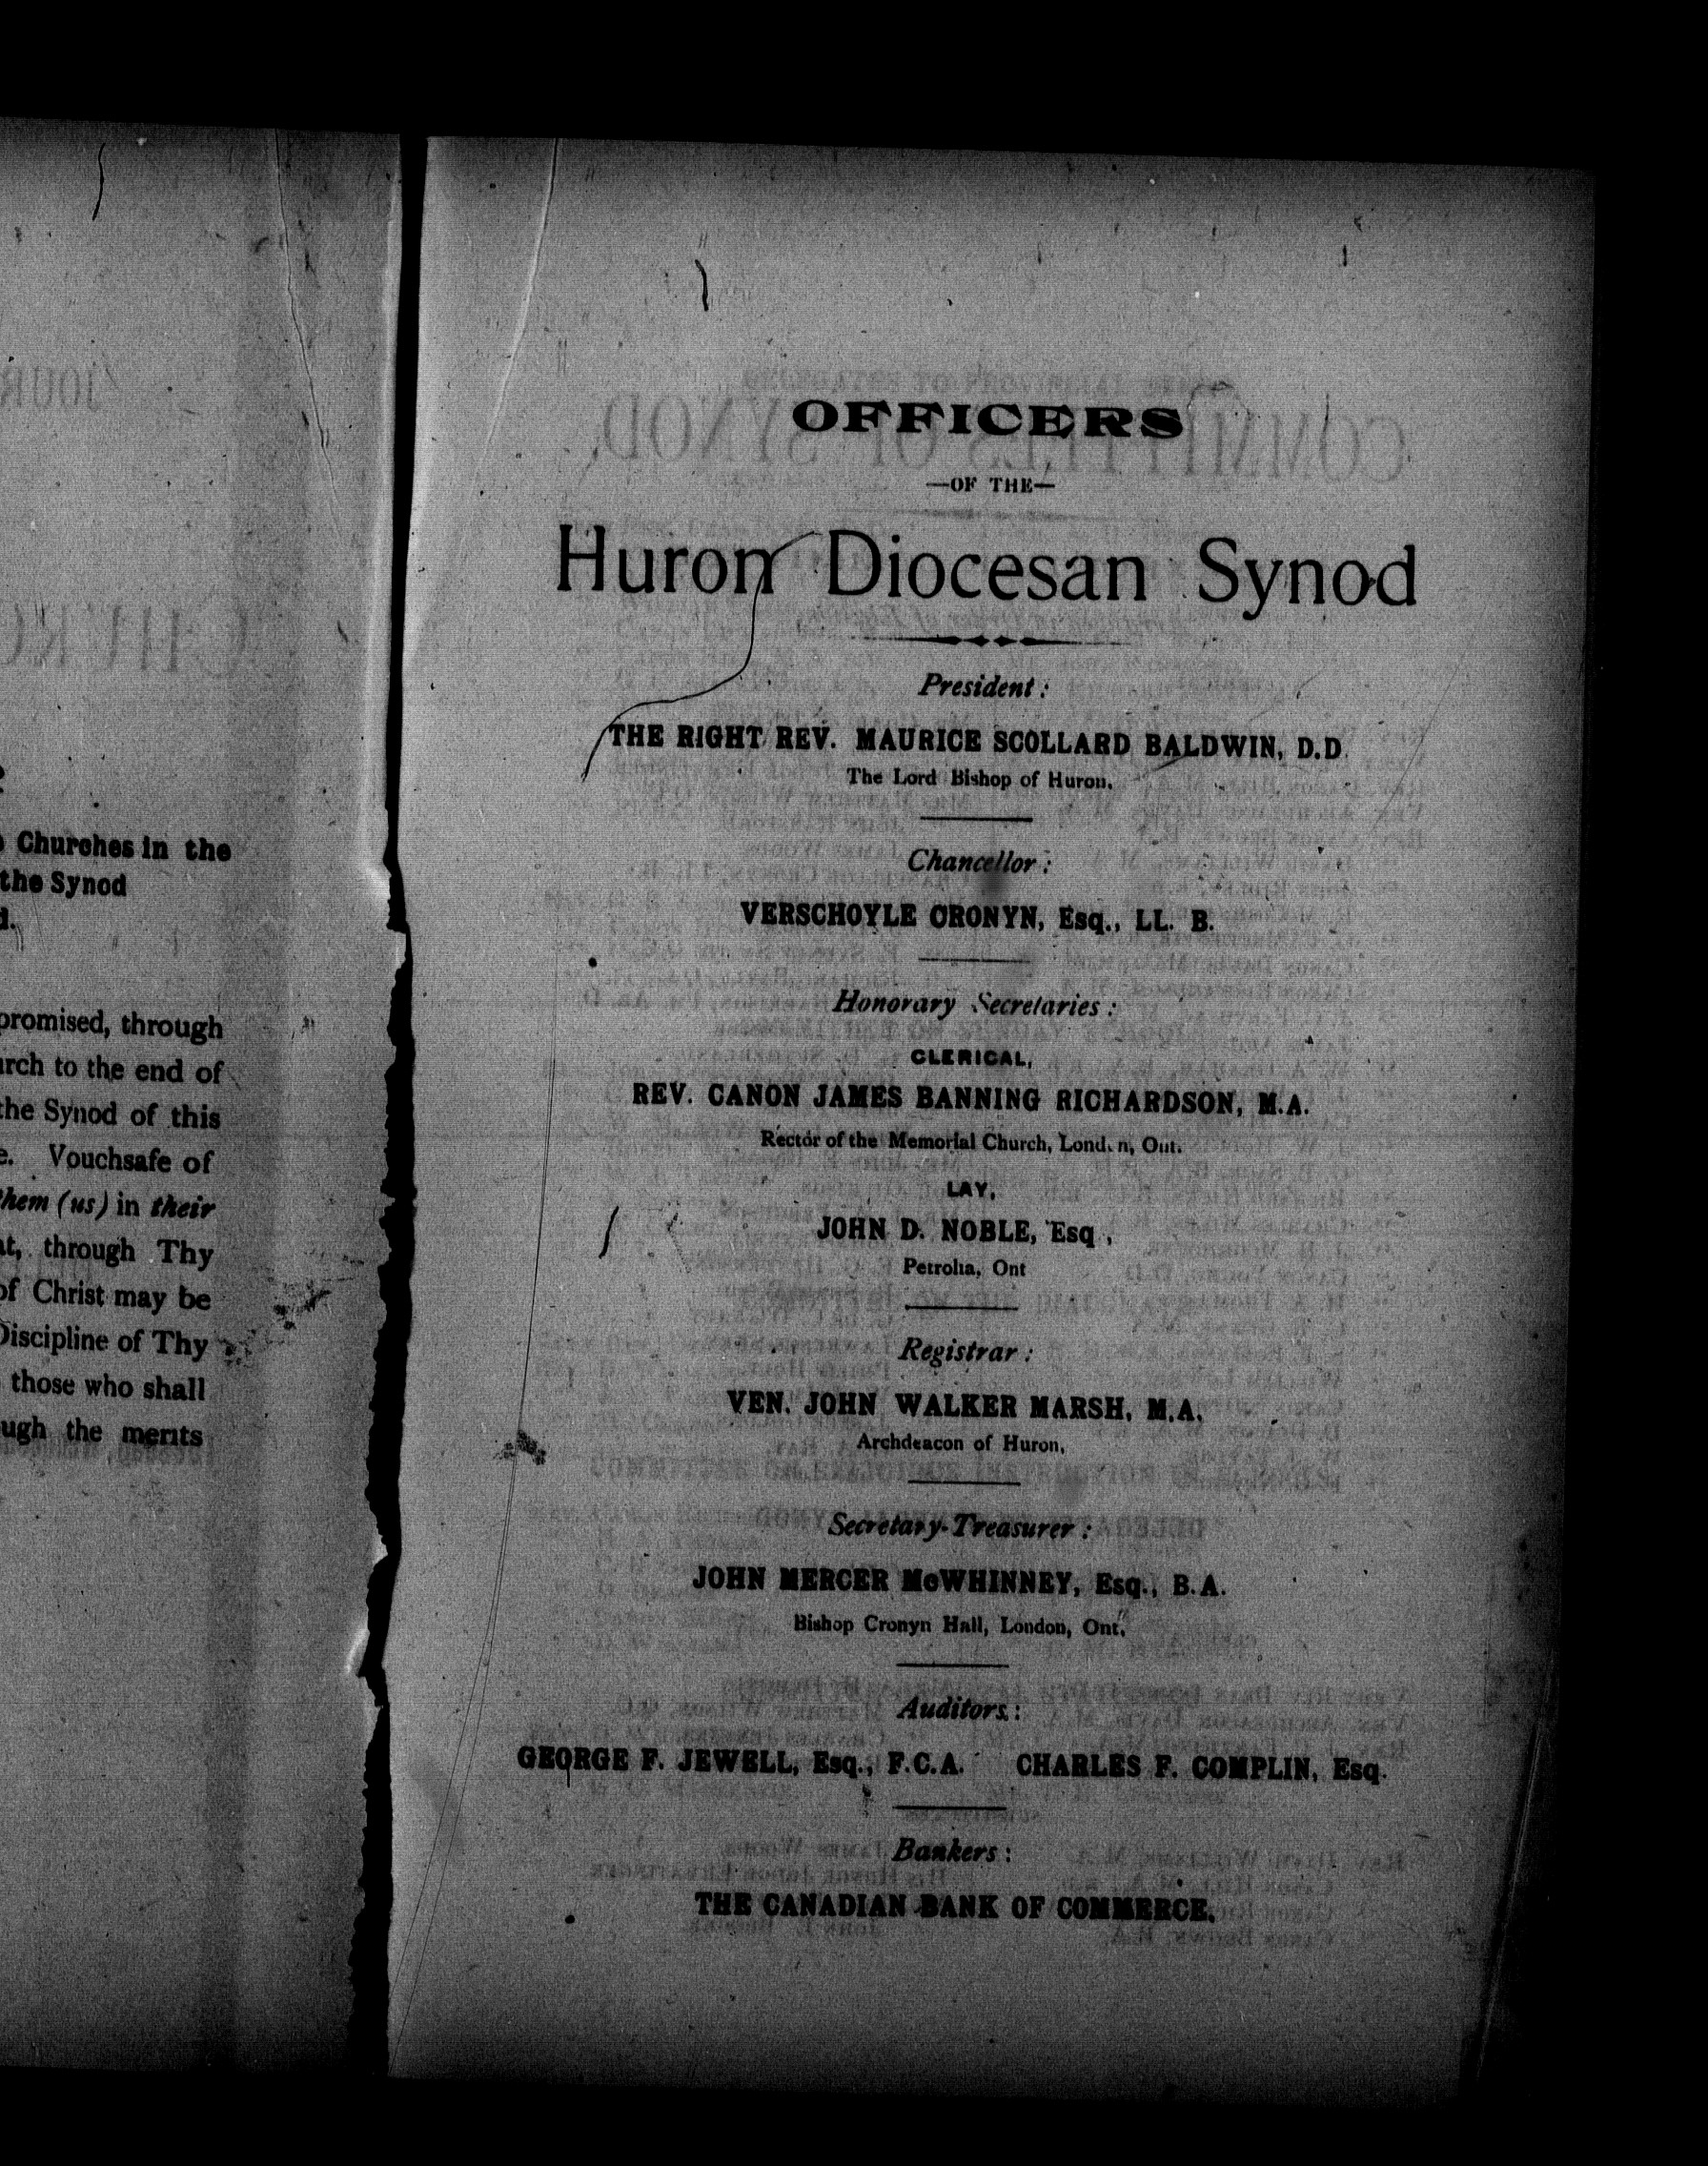 Churches in the
the Synod
promised, through
to the end of
the Synod of this
Vouchsafe of
them (us) in their
through Thy
of Christ may be
Discipline of Thy
those who shall
the merits
OFFICERS
—OF THE—
Huron Diocesan Synod
President :
THE RIGHT REV. MAURICE SCOLLARD BALDWIN, D.D
The Lord Bishop of Huron.
Chancellor :
VERSCHOYLE CRONYN, Esq., LL. B.
Honorary Secretaries :
CLERICAL,
REV. CANON JAMES BANNING RICHARDSON, M.A.
Rector of the Memorial Church, London, Ont.
LAY,
JOHN D. NOBLE, Esq ,
Petrolia, Ont
Registrar :
VEN. JOHN WALKER MARSH, M.A.
Archdeacon of Huron.
Secretary-Treasurer :
JOHN MERCER McWHINNEY, Esq., B.A.
Bishop Cronyn Hall, London, Ont.
Auditors :
GEORGE F. JEWELL, Esq., F.C.A. CHARLES F. COMPLIN, Esq.
Bankers :
THE CANADIAN BANK OF COMMERCE.